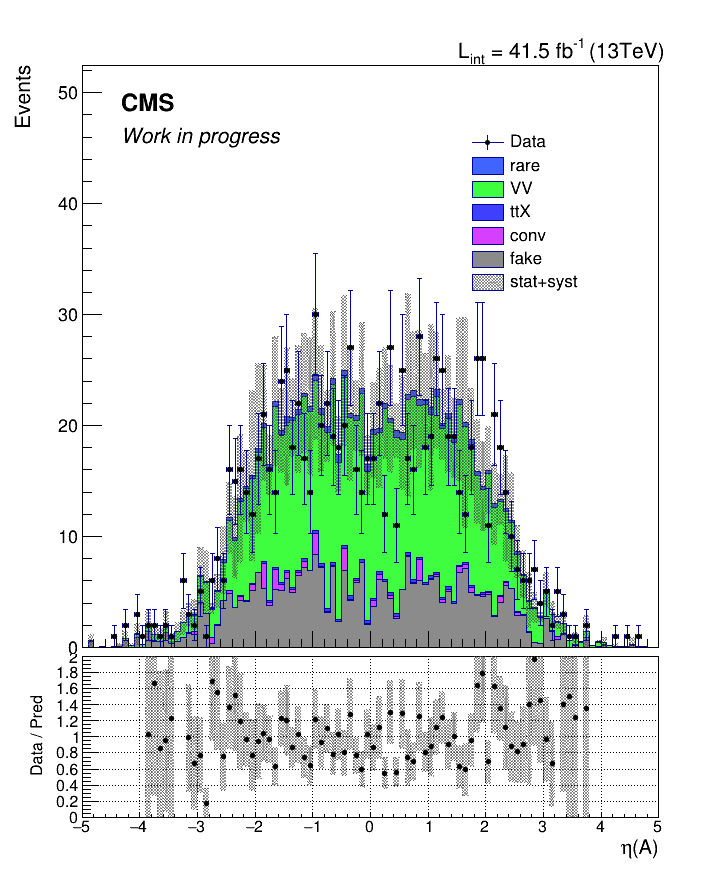 L_int = 41.5 fb^-1 (13TeV)
Events
CMS
Work in progress
Data
rare
VV
ttX
conv
fake
stat+syst
50
40
30
20
10
0
Data / Pred
2
1.8
1.6
1.4
1.2
1
0.8
0.6
0.4
0.2
0
−5 −4 −3 −2 −1 0 1 2 3 4 5
η(A)